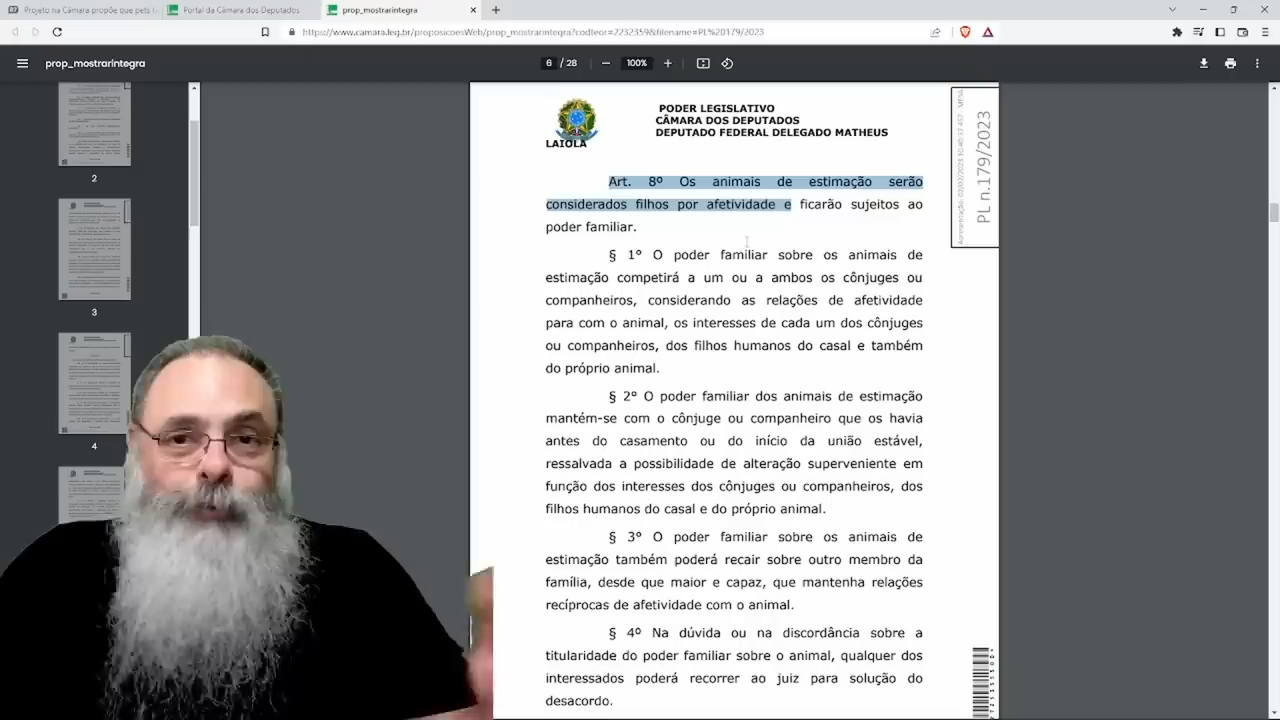 Projeto na Câmara propõe que pets
Portal da Câmara dos Deputados
prop_mostrarintegra
https://www.camara.leg.br/proposicoesWeb/prop_mostrarintegra?codteor=2232359&filename=PL%20179/2023
prop_mostrarintegra
6 / 28
100%
2
3
4
PODER LEGISLATIVO
CÂMARA DOS DEPUTADOS
DEPUTADO FEDERAL DELEGADO MATHEUS
LAIOLA
PL n.179/2023
Art. 8º Os animais de estimação serão
considerados filhos por afetividade e ficarão sujeitos ao
poder familiar.
§ 1º O poder familiar sobre os animais de
estimação competirá a um ou a ambos os cônjuges ou
companheiros, considerando as relações de afetividade
para com o animal, os interesses de cada um dos cônjuges
ou companheiros, dos filhos humanos do casal e também
do próprio animal.
§ 2° O poder familiar dos animais de estimação
mantém-se com o cônjuge ou companheiro que os havia
antes do casamento ou do início da união estável,
ressalvada a possibilidade de alteração superveniente em
função dos interesses dos cônjuges ou companheiros, dos
filhos humanos do casal e do próprio animal.
§ 3° O poder familiar sobre os animais de
estimação também poderá recair sobre outro membro da
família, desde que maior e capaz, que mantenha relações
recíprocas de afetividade com o animal.
§ 4º Na dúvida ou na discordância sobre a
titularidade do poder familiar sobre o animal, qualquer dos
interessados poderá recorrer ao juiz para solução do
desacordo.